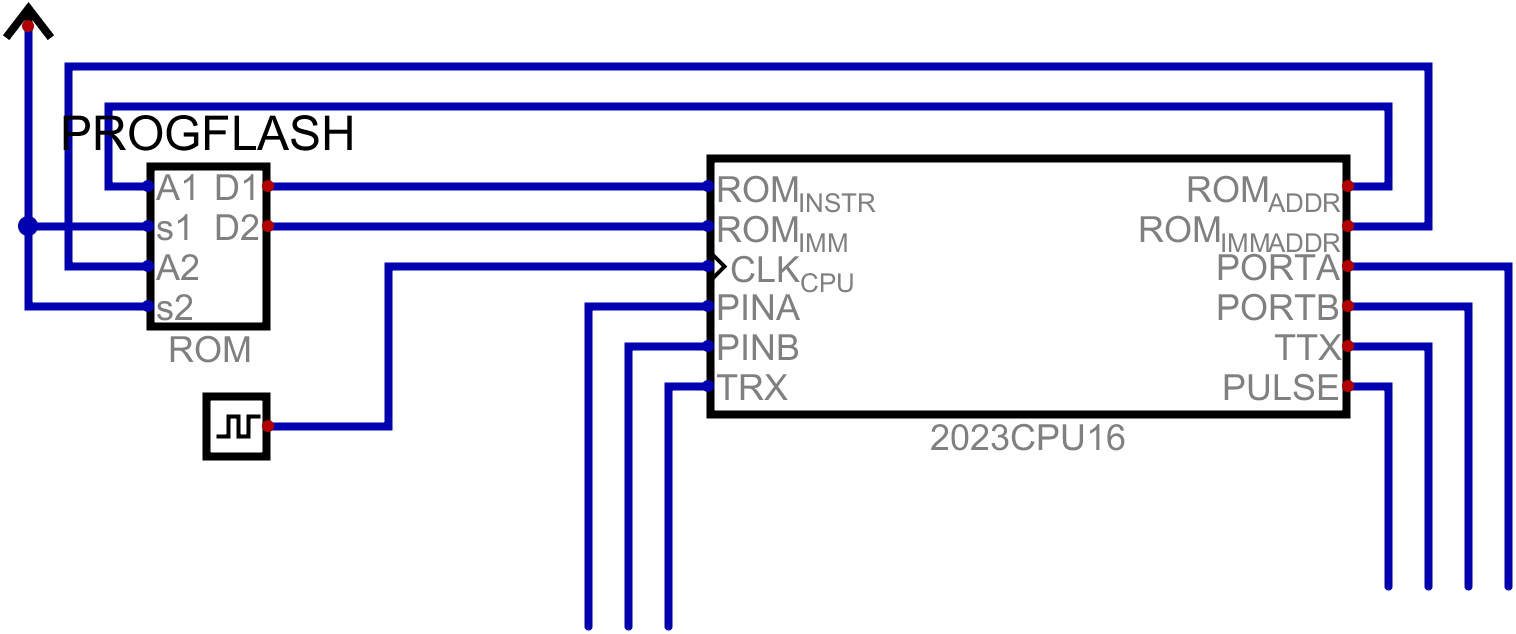 PROGFLASH
A1 D1
s1 D2
A2
s2
ROM
ROMINSTR
ROMIMM
CLKCPU
PINA
PINB
TRX
ROMADDR
ROMIMMADDR
PORTA
PORTB
TTX
PULSE
2023CPU16